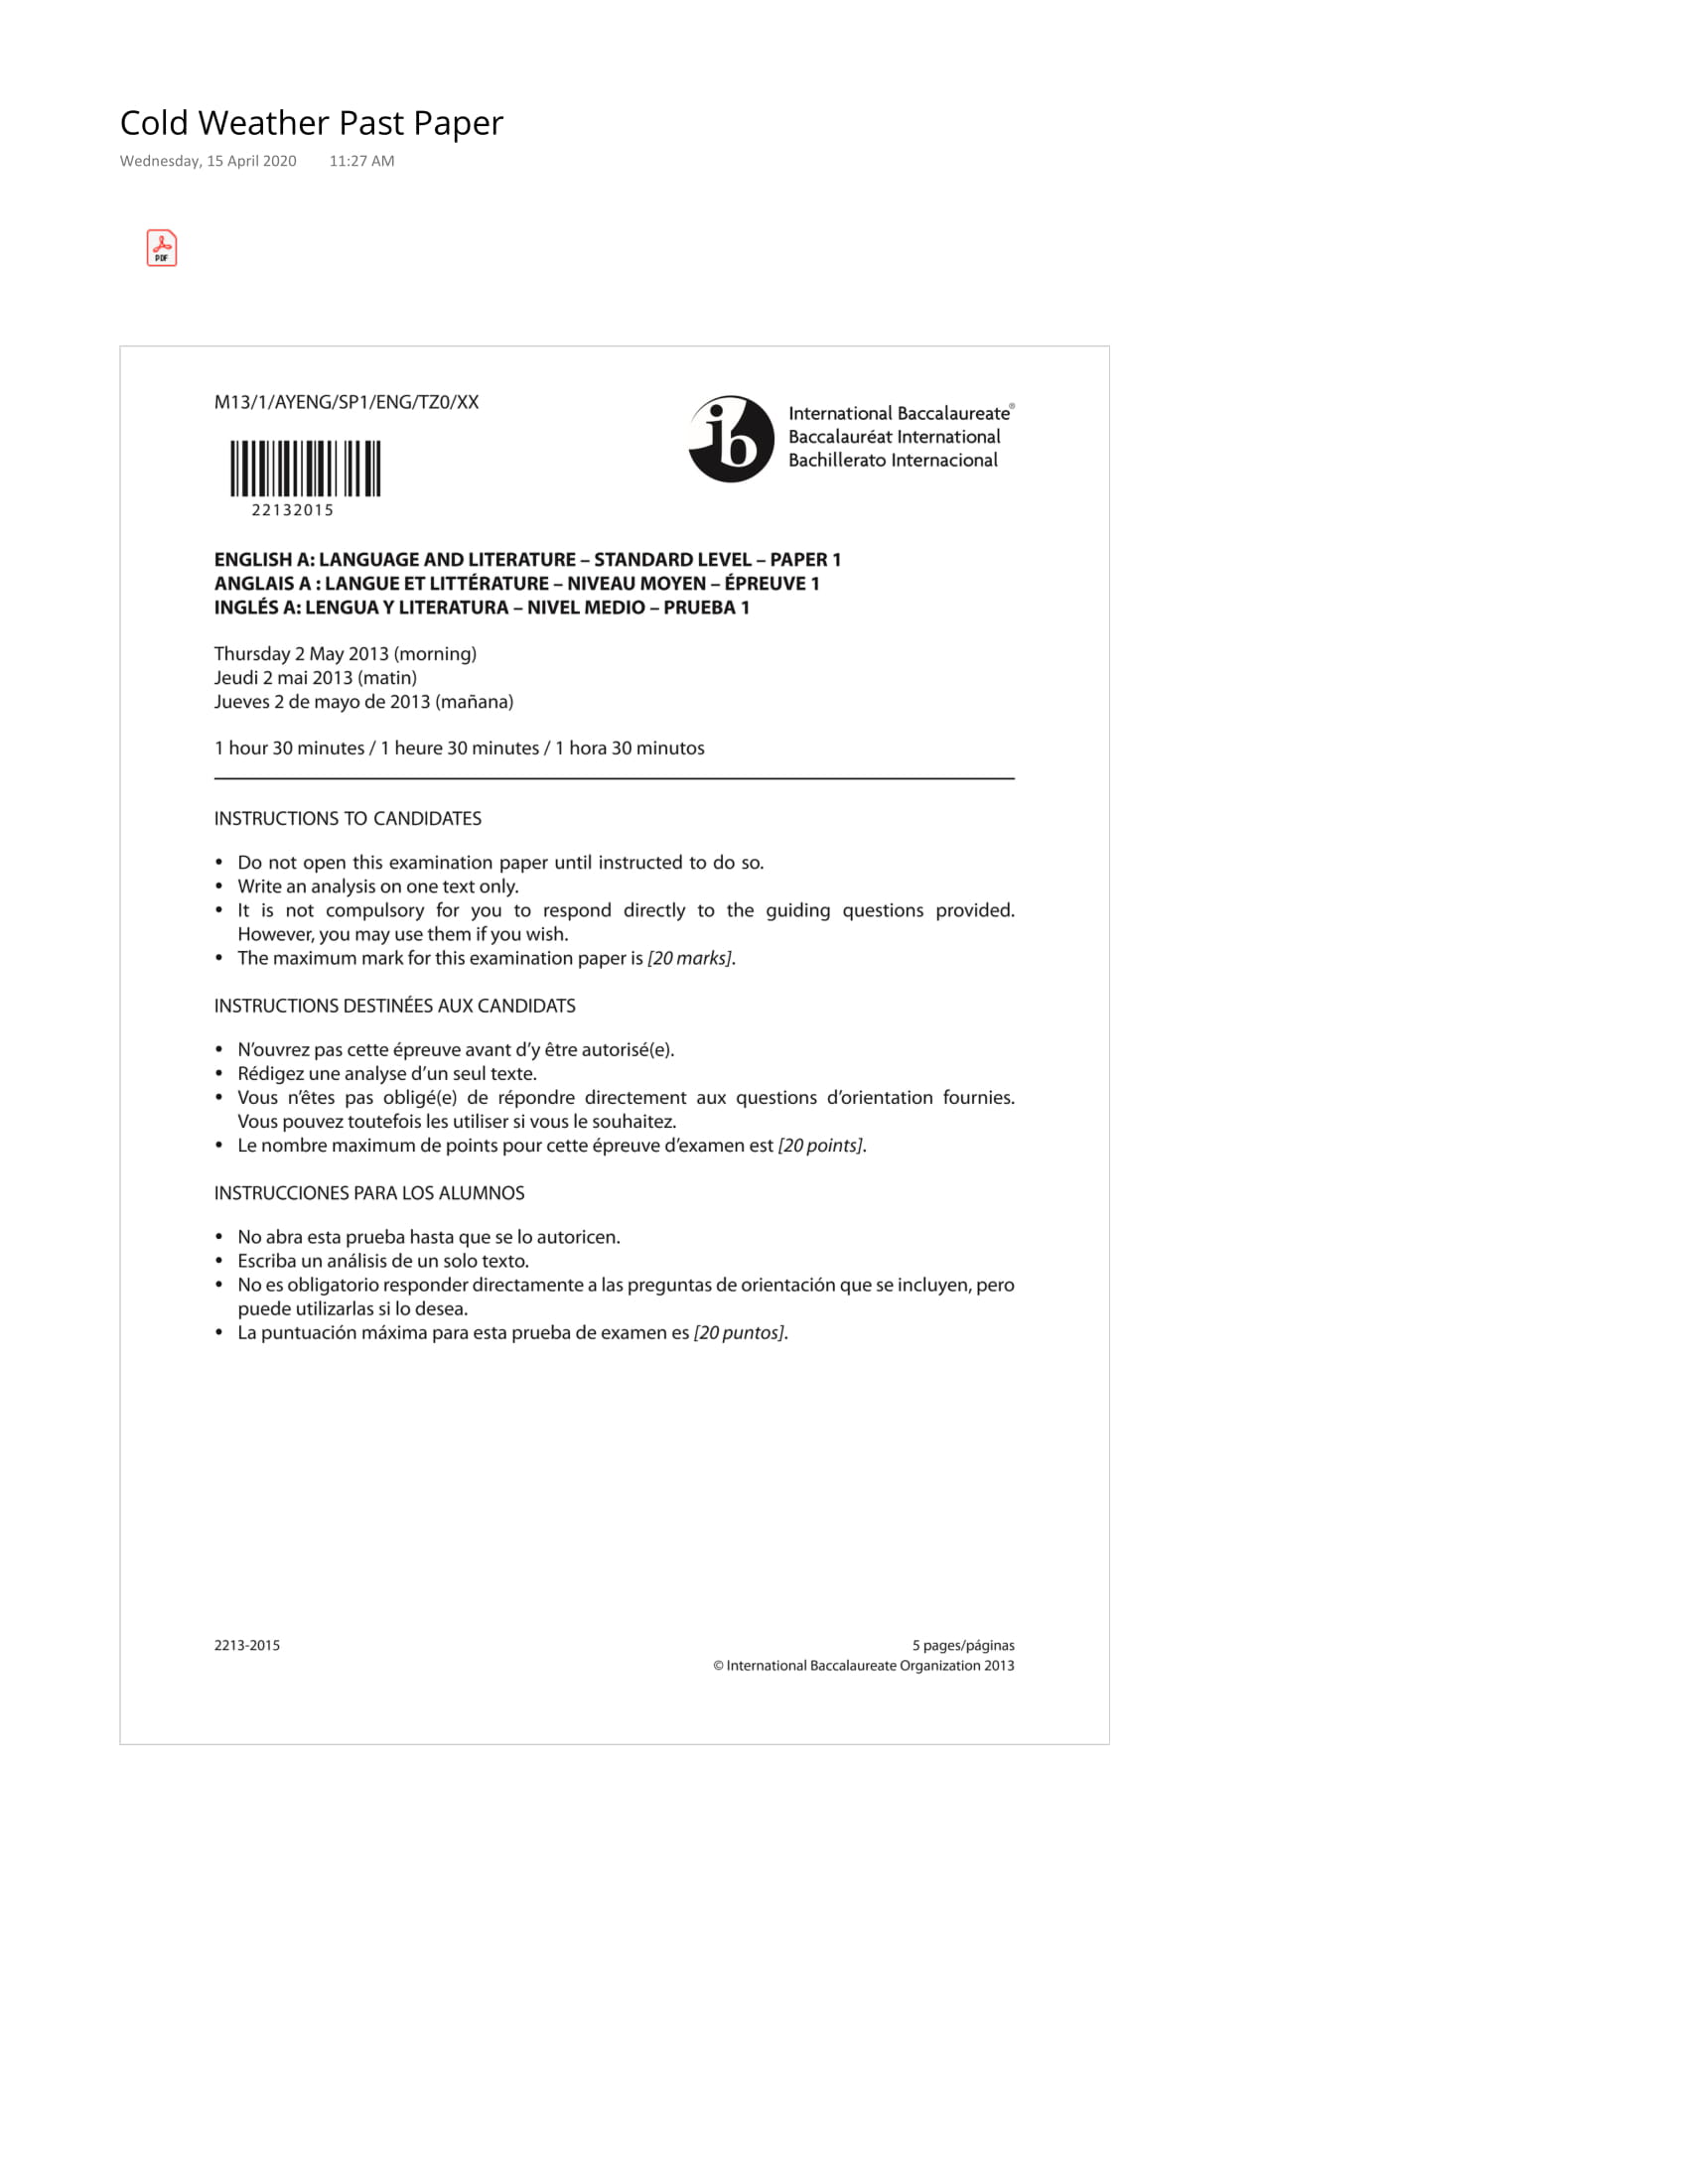 Cold Weather Past Paper
Wednesday, 15 April 2020 11:27 AM
PDF
M13/1/AYENG/SP1/ENG/TZ0/XX
22132015
ib
International Baccalaureate®
Baccalauréat International
Bachillerato Internacional
ENGLISH A: LANGUAGE AND LITERATURE – STANDARD LEVEL – PAPER 1
ANGLAIS A : LANGUE ET LITTÉRATURE – NIVEAU MOYEN – ÉPREUVE 1
INGLÉS A: LENGUA Y LITERATURA – NIVEL MEDIO – PRUEBA 1
Thursday 2 May 2013 (morning)
Jeudi 2 mai 2013 (matin)
Jueves 2 de mayo de 2013 (mañana)
1 hour 30 minutes / 1 heure 30 minutes / 1 hora 30 minutos
INSTRUCTIONS TO CANDIDATES
• Do not open this examination paper until instructed to do so.
• Write an analysis on one text only.
• It is not compulsory for you to respond directly to the guiding questions provided.
However, you may use them if you wish.
• The maximum mark for this examination paper is [20 marks].
INSTRUCTIONS DESTINÉES AUX CANDIDATS
• N'ouvrez pas cette épreuve avant d'y être autorisé(e).
• Rédigez une analyse d'un seul texte.
• Vous n'êtes pas obligé(e) de répondre directement aux questions d'orientation fournies.
Vous pouvez toutefois les utiliser si vous le souhaitez.
• Le nombre maximum de points pour cette épreuve d'examen est [20 points].
INSTRUCCIONES PARA LOS ALUMNOS
• No abra esta prueba hasta que se lo autoricen.
• Escriba un análisis de un solo texto.
• No es obligatorio responder directamente a las preguntas de orientación que se incluyen, pero
puede utilizarlas si lo desea.
• La puntuación máxima para esta prueba de examen es [20 puntos].
2213-2015
5 pages/páginas
© International Baccalaureate Organization 2013